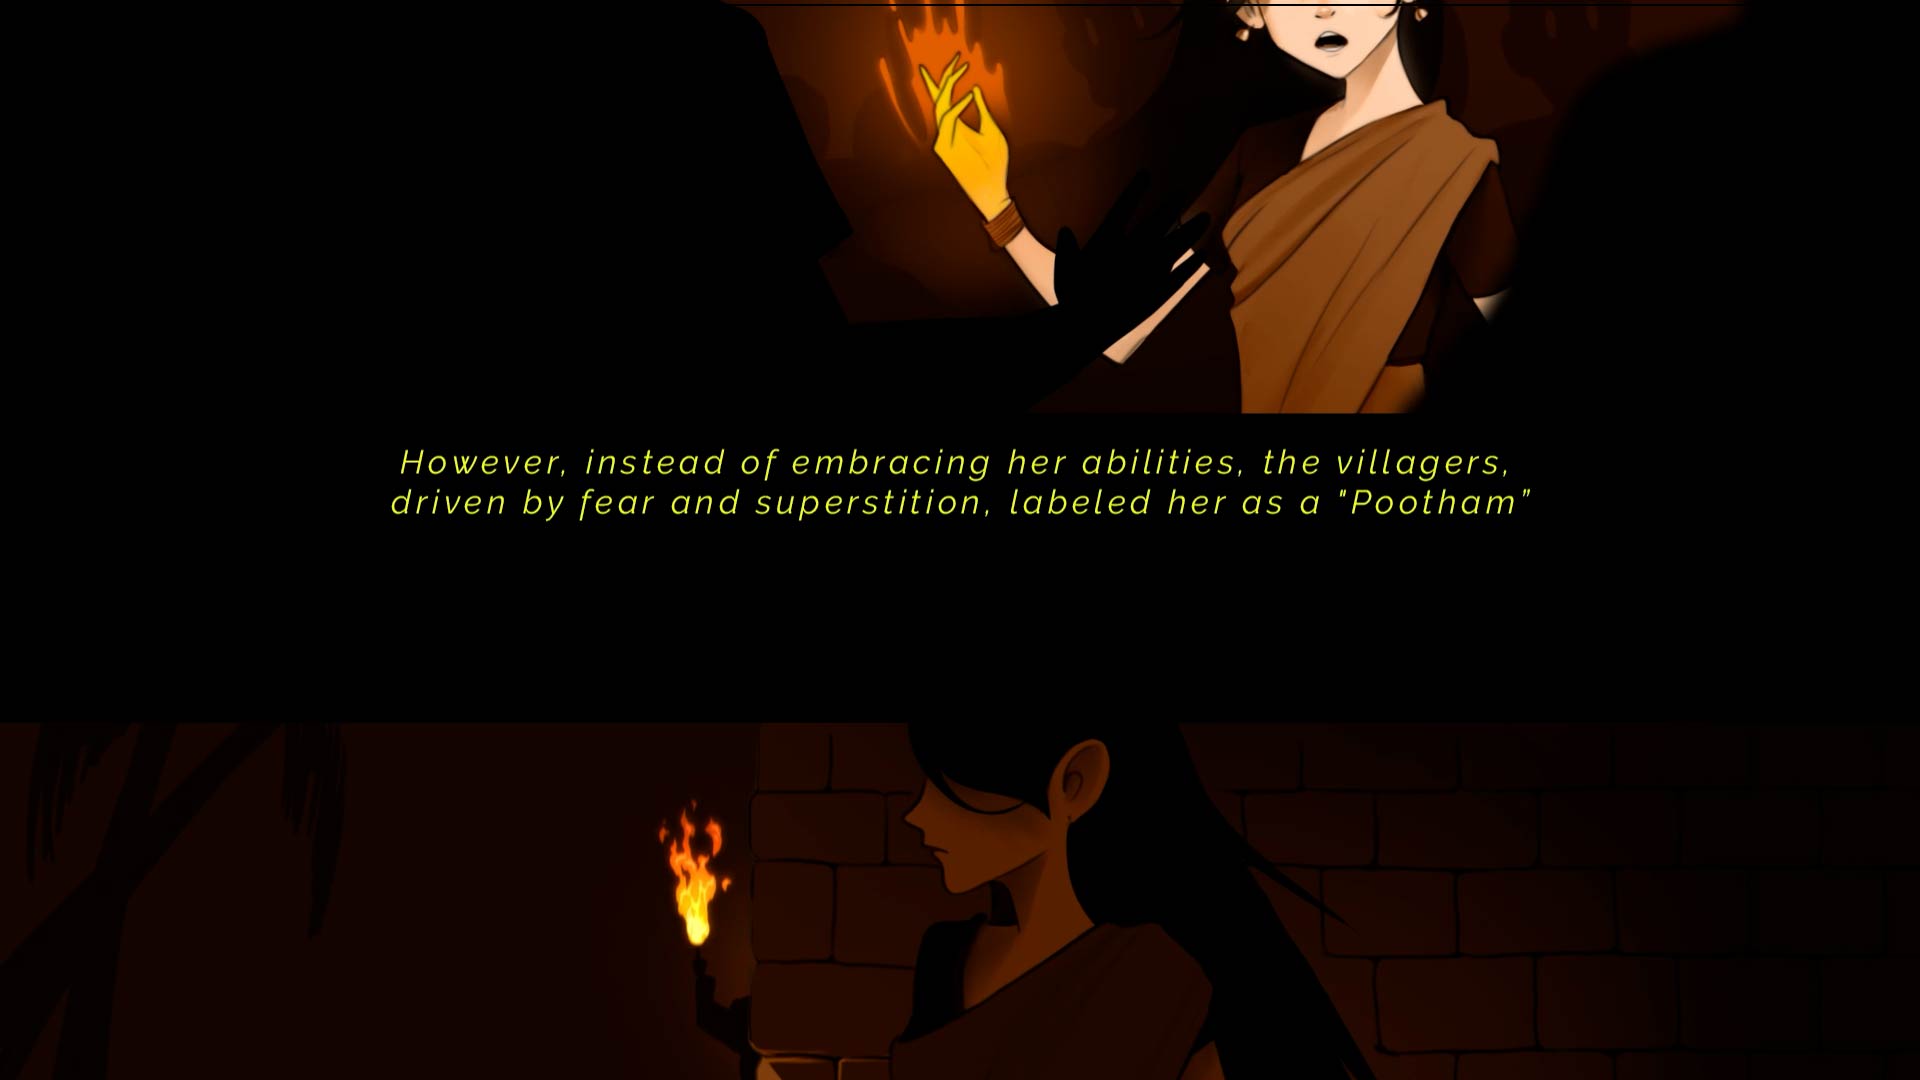 However, instead of embracing her abilities, the villagers,
driven by fear and superstition, labeled her as a "Pootham”